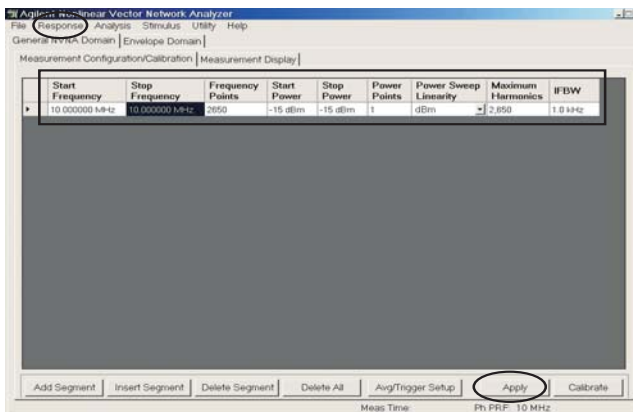 Agilent Nonlinear Vector Network Analyzer
File Response Analysis Stimulus Utility Help
General NVNA Domain Envelope Domain
Measurement Configuration/Calibration Measurement Display
Start Frequency Stop Frequency Frequency Points Start Power Stop Power Power Points Power Sweep Linearity Maximum Harmonics IFBW
10.000000 MHz 10.000000 MHz 2650 -15 dBm -15 dBm 1 dBm 2,650 1.0 kHz
Add Segment Insert Segment Delete Segment Delete All Avg/Trigger Setup Apply Calibrate
Meas Time: Ph PRF: 10 MHz